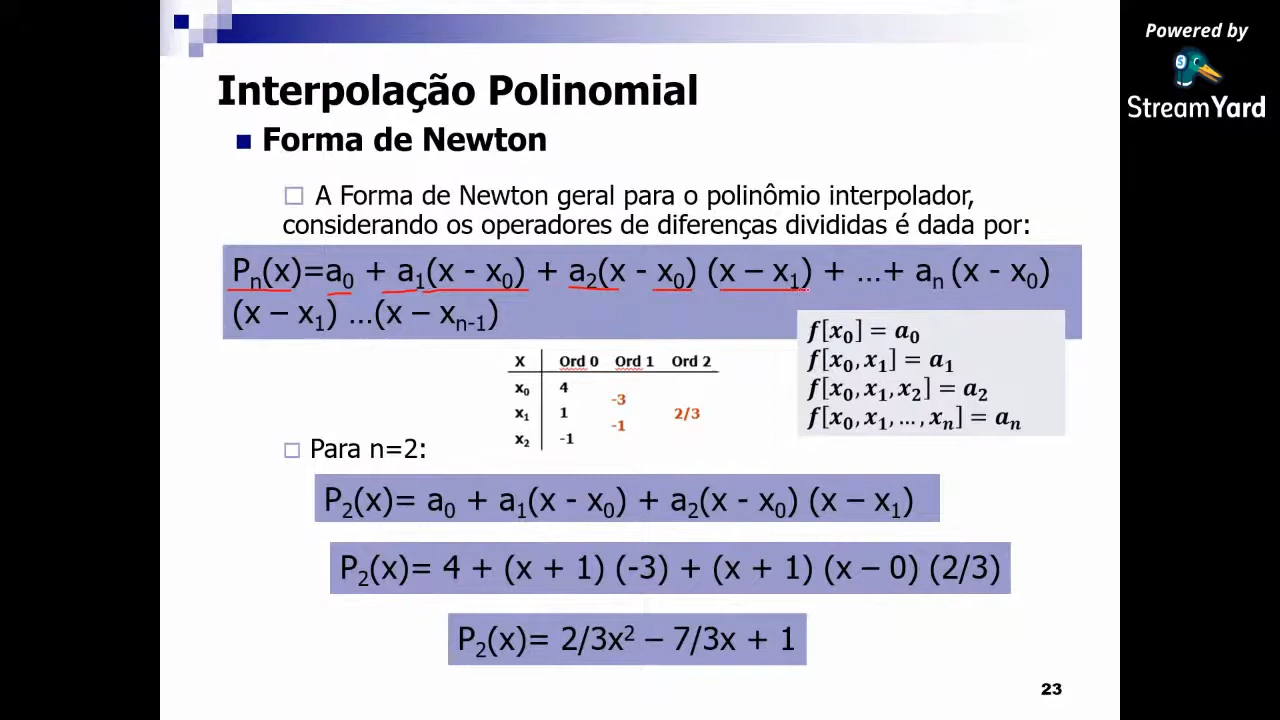 Powered by
StreamYard
Interpolação Polinomial
Forma de Newton
A Forma de Newton geral para o polinômio interpolador,
considerando os operadores de diferenças divididas é dada por:
Pₙ(x)=a₀ + a₁(x - x₀) + a₂(x - x₀) (x – x₁) + ...+ aₙ (x - x₀)
(x – x₁) ...(x – xₙ₋₁)
f[x₀] = a₀
f[x₀, x₁] = a₁
f[x₀, x₁, x₂] = a₂
f[x₀, x₁, ..., xₙ] = aₙ
X Ord 0 Ord 1 Ord 2
x₀ 4
-3
x₁ 1 2/3
-1
x₂ -1
Para n=2:
P₂(x)= a₀ + a₁(x - x₀) + a₂(x - x₀) (x – x₁)
P₂(x)= 4 + (x + 1) (-3) + (x + 1) (x – 0) (2/3)
P₂(x)= 2/3x² – 7/3x + 1
23